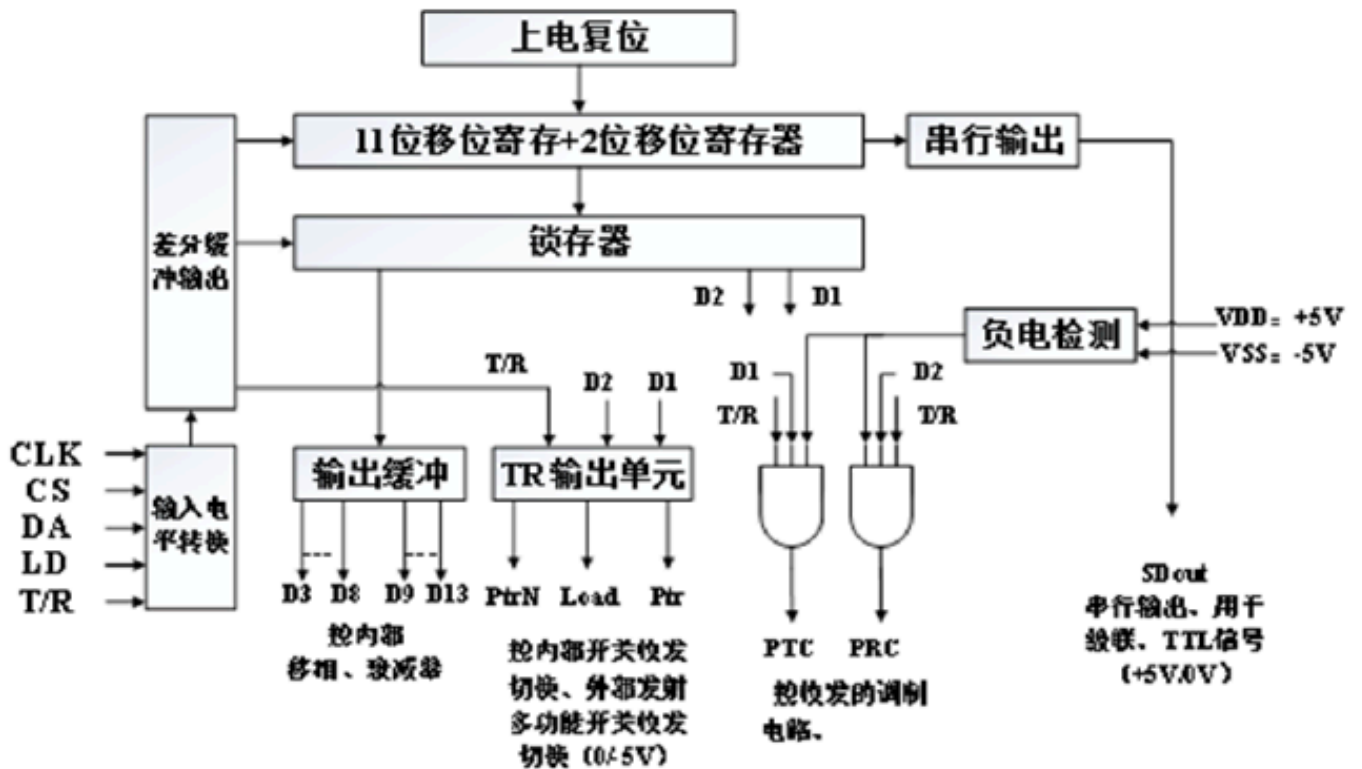 上电复位
11位移位寄存+2位移位寄存器
串行输出
差分缓
冲输出
锁存器
D2
D1
负电检测
VDD= +5V
VSS= -5V
T/R
D2
D1
D1
T/R
D2
T/R
CLK
CS
DA
LD
T/R
输入电
平转换
输出缓冲
TR输出单元
D3
D8
D9
D13
PtrN
Load
Ptr
控内部
移相、衰减器
控内部开关收发
切换、外部发射
多功能开关收发
切换（0/-5V）
PTC
PRC
控收发的调制
电路、
SDout
串行输出、用于
级联、TTL信号
（+5V/0V）